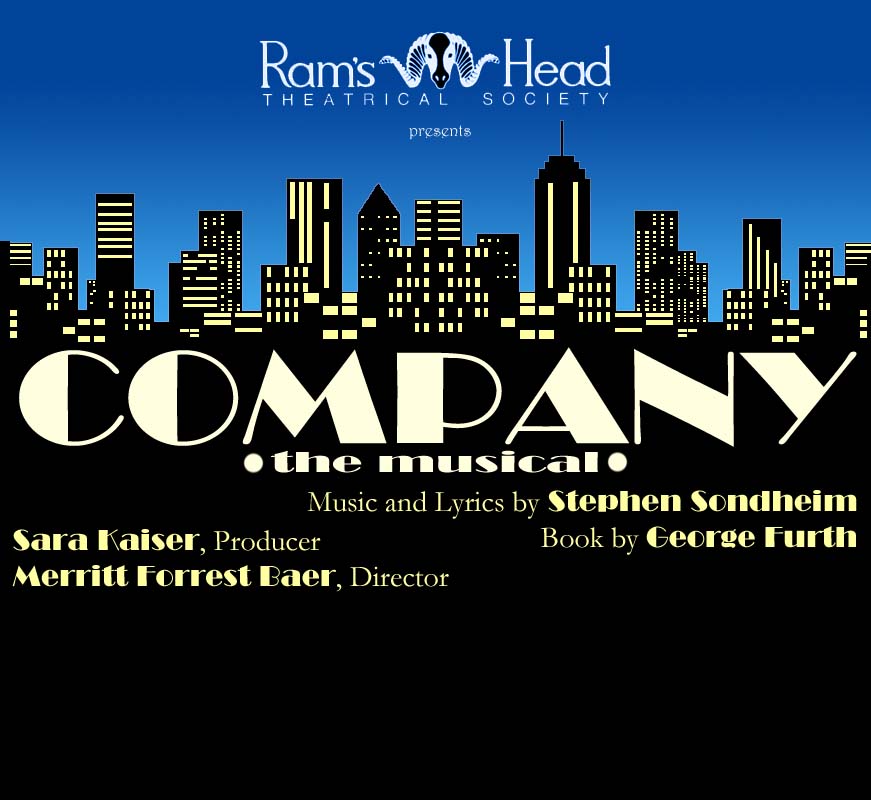 Ram's Head
THEATRICAL SOCIETY
presents
COMPANY
• the musical •
Music and Lyrics by Stephen Sondheim
Book by George Furth
Sara Kaiser, Producer
Merritt Forrest Baer, Director